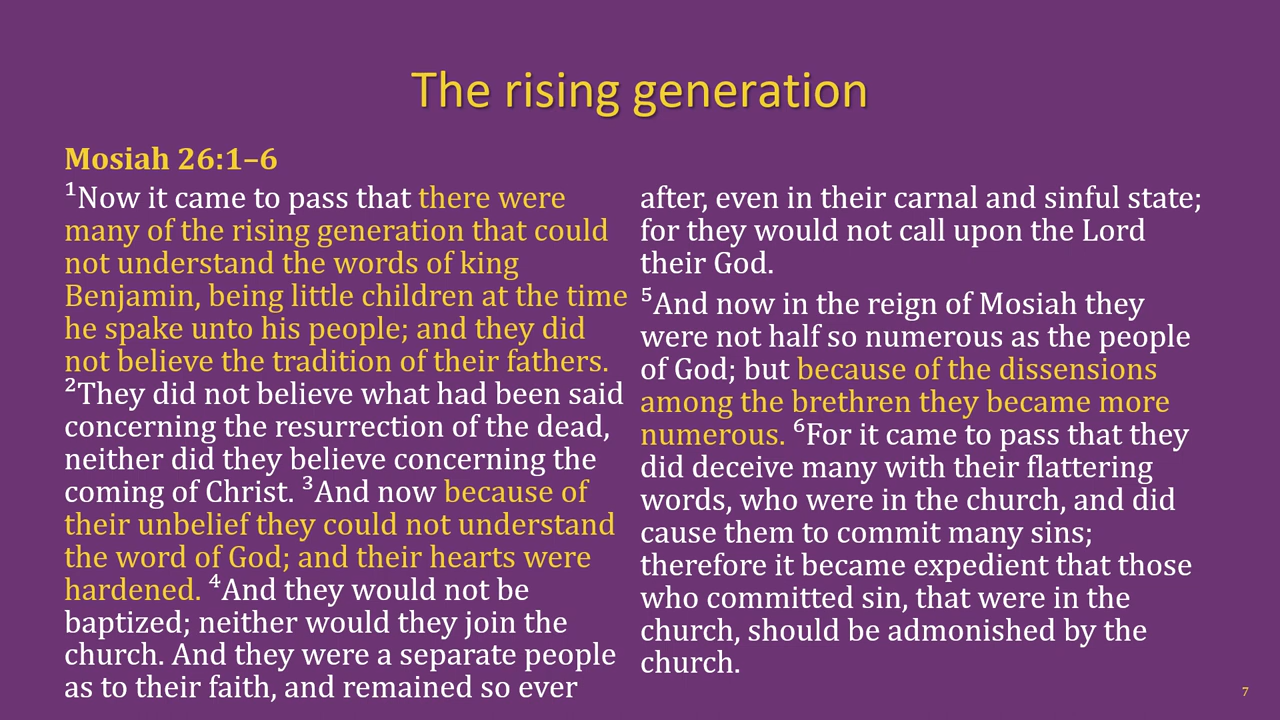 The rising generation
Mosiah 26:1–6
¹Now it came to pass that there were
many of the rising generation that could
not understand the words of king
Benjamin, being little children at the time
he spake unto his people; and they did
not believe the tradition of their fathers.
²They did not believe what had been said
concerning the resurrection of the dead,
neither did they believe concerning the
coming of Christ. ³And now because of
their unbelief they could not understand
the word of God; and their hearts were
hardened. ⁴And they would not be
baptized; neither would they join the
church. And they were a separate people
as to their faith, and remained so ever
after, even in their carnal and sinful state;
for they would not call upon the Lord
their God.
⁵And now in the reign of Mosiah they
were not half so numerous as the people
of God; but because of the dissensions
among the brethren they became more
numerous. ⁶For it came to pass that they
did deceive many with their flattering
words, who were in the church, and did
cause them to commit many sins;
therefore it became expedient that those
who committed sin, that were in the
church, should be admonished by the
church.
7